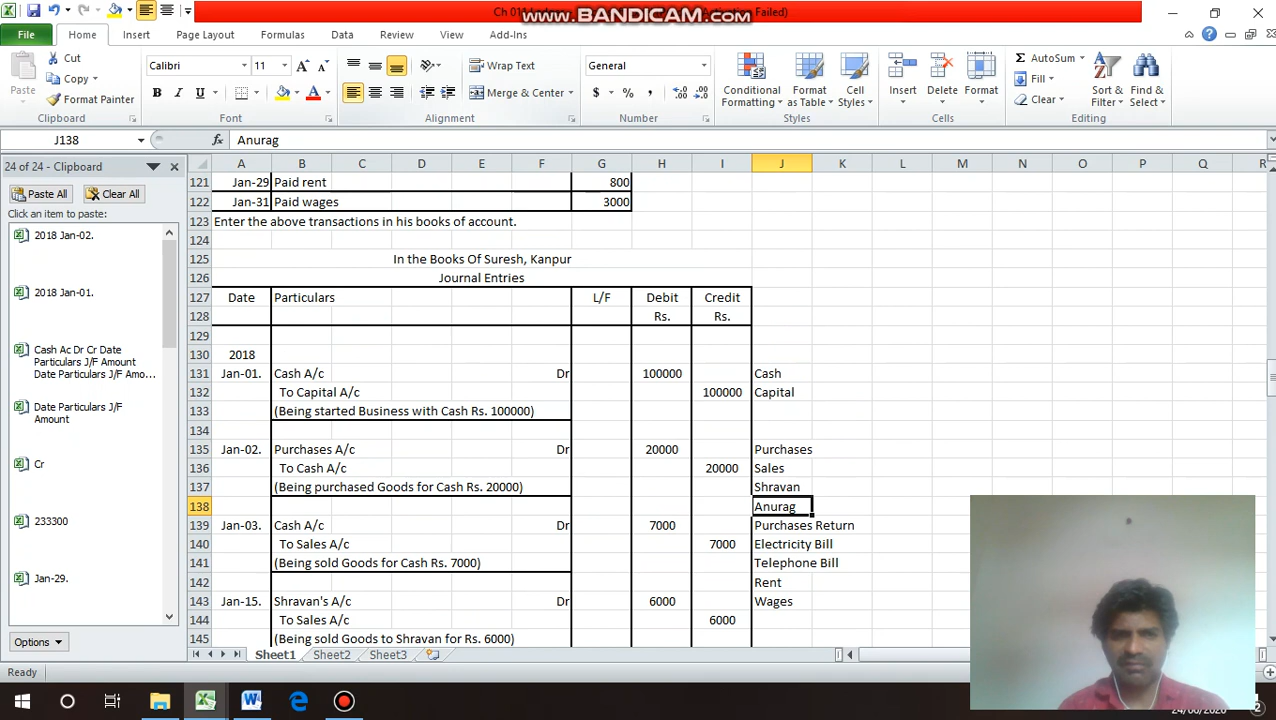 Ch 01
www.BANDICAM.com
Failed)
File Home Insert Page Layout Formulas Data Review View Add-Ins
Cut
Copy
Format Painter
Paste
Clipboard
Calibri 11
B I U
Font
Wrap Text
Merge & Center
Alignment
General
$ % ,
Number
Conditional Formatting
Format as Table
Cell Styles
Styles
Insert Delete Format
Cells
AutoSum
Fill
Clear
Sort & Filter
Find & Select
Editing
J138 fx Anurag
24 of 24 - Clipboard
Paste All Clear All
Click an item to paste:
2018 Jan-02.
2018 Jan-01.
Cash Ac Dr Cr Date
Particulars J/F Amount
Date Particulars J/F Amo...
Date Particulars J/F
Amount
Cr
233300
Jan-29.
Options
A B C D E F G H I J K L M N O P Q R
121 Jan-29 Paid rent 800
122 Jan-31 Paid wages 3000
123 Enter the above transactions in his books of account.
124
125 In the Books Of Suresh, Kanpur
126 Journal Entries
127 Date Particulars L/F Debit Credit
128 Rs. Rs.
129
130 2018
131 Jan-01. Cash A/c Dr 100000 Cash
132 To Capital A/c 100000 Capital
133 (Being started Business with Cash Rs. 100000)
134
135 Jan-02. Purchases A/c Dr 20000 Purchases
136 To Cash A/c 20000 Sales
137 (Being purchased Goods for Cash Rs. 20000) Shravan
138 Anurag
139 Jan-03. Cash A/c Dr 7000 Purchases Return
140 To Sales A/c 7000 Electricity Bill
141 (Being sold Goods for Cash Rs. 7000) Telephone Bill
142 Rent
143 Jan-15. Shravan's A/c Dr 6000 Wages
144 To Sales A/c 6000
145 (Being sold Goods to Shravan for Rs. 6000)
Sheet1 Sheet2 Sheet3
Ready